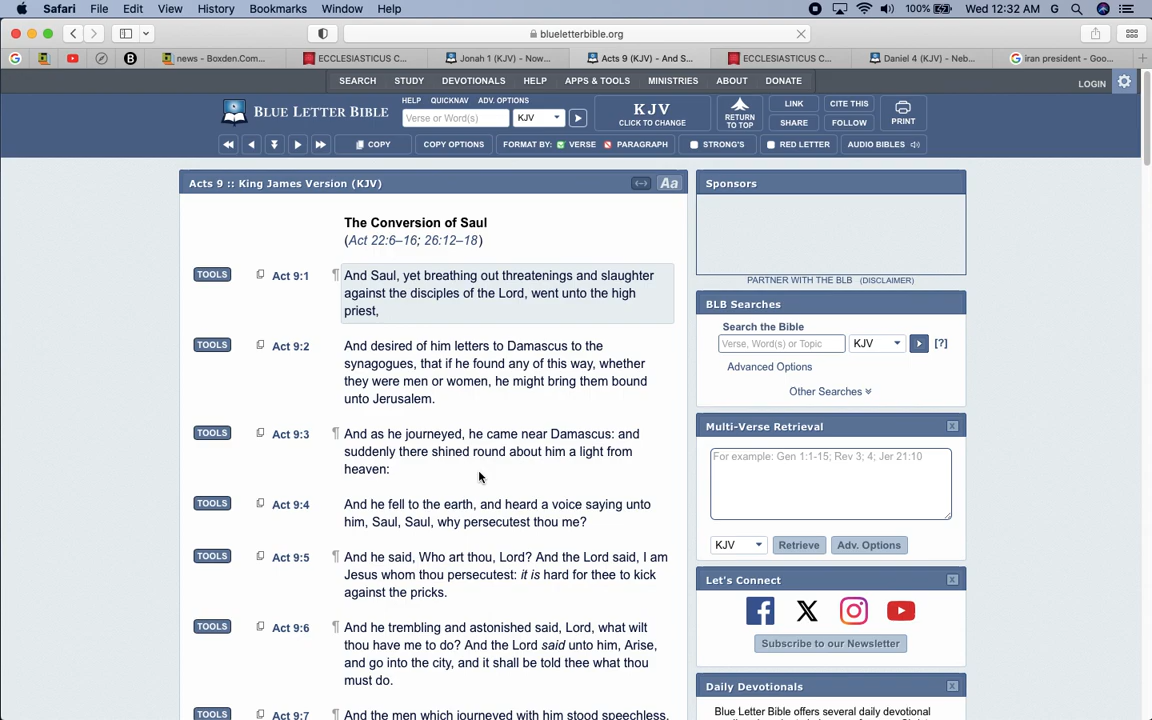 Safari File Edit View History Bookmarks Window Help 100% Wed 12:32 AM G
blueletterbible.org
news - Boxden.Com... ECCLESIASTICUS C... Jonah 1 (KJV) - Now... Acts 9 (KJV) - And S... ECCLESIASTICUS C... Daniel 4 (KJV) - Neb... iran president - Goo...
SEARCH STUDY DEVOTIONALS HELP APPS & TOOLS MINISTRIES ABOUT DONATE LOGIN
BLUE LETTER BIBLE
HELP QUICKNAV ADV. OPTIONS
Verse or Word(s) KJV
KJV
CLICK TO CHANGE
RETURN
TO TOP
LINK CITE THIS
SHARE FOLLOW
PRINT
COPY COPY OPTIONS FORMAT BY: VERSE PARAGRAPH STRONG'S RED LETTER AUDIO BIBLES
Acts 9 :: King James Version (KJV) Aa
The Conversion of Saul
(Act 22:6–16; 26:12–18)
TOOLS Act 9:1 ¶ And Saul, yet breathing out threatenings and slaughter
against the disciples of the Lord, went unto the high
priest,
TOOLS Act 9:2 And desired of him letters to Damascus to the
synagogues, that if he found any of this way, whether
they were men or women, he might bring them bound
unto Jerusalem.
TOOLS Act 9:3 ¶ And as he journeyed, he came near Damascus: and
suddenly there shined round about him a light from
heaven:
TOOLS Act 9:4 And he fell to the earth, and heard a voice saying unto
him, Saul, Saul, why persecutest thou me?
TOOLS Act 9:5 ¶ And he said, Who art thou, Lord? And the Lord said, I am
Jesus whom thou persecutest: it is hard for thee to kick
against the pricks.
TOOLS Act 9:6 ¶ And he trembling and astonished said, Lord, what wilt
thou have me to do? And the Lord said unto him, Arise,
and go into the city, and it shall be told thee what thou
must do.
TOOLS Act 9:7 ¶ And the men which journeyed with him stood speechless,
Sponsors
PARTNER WITH THE BLB (DISCLAIMER)
BLB Searches
Search the Bible
Verse, Word(s) or Topic KJV [?]
Advanced Options
Other Searches
Multi-Verse Retrieval
For example: Gen 1:1-15; Rev 3; 4; Jer 21:10
KJV Retrieve Adv. Options
Let's Connect
Subscribe to our Newsletter
Daily Devotionals
Blue Letter Bible offers several daily devotional